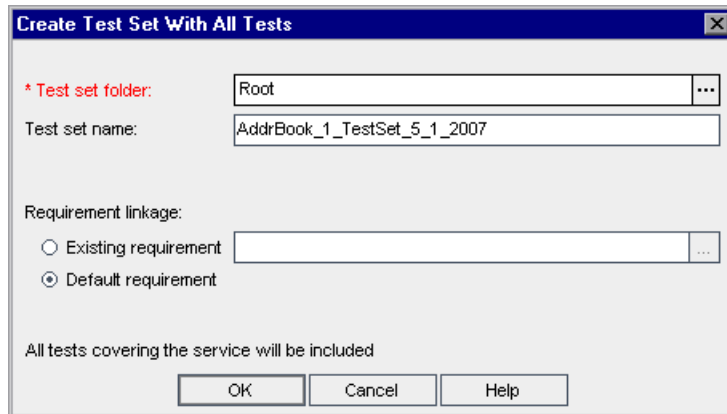 Create Test Set With All Tests
* Test set folder: Root ...
Test set name: AddrBook_1_TestSet_5_1_2007
Requirement linkage:
Existing requirement ...
Default requirement
All tests covering the service will be included
OK Cancel Help